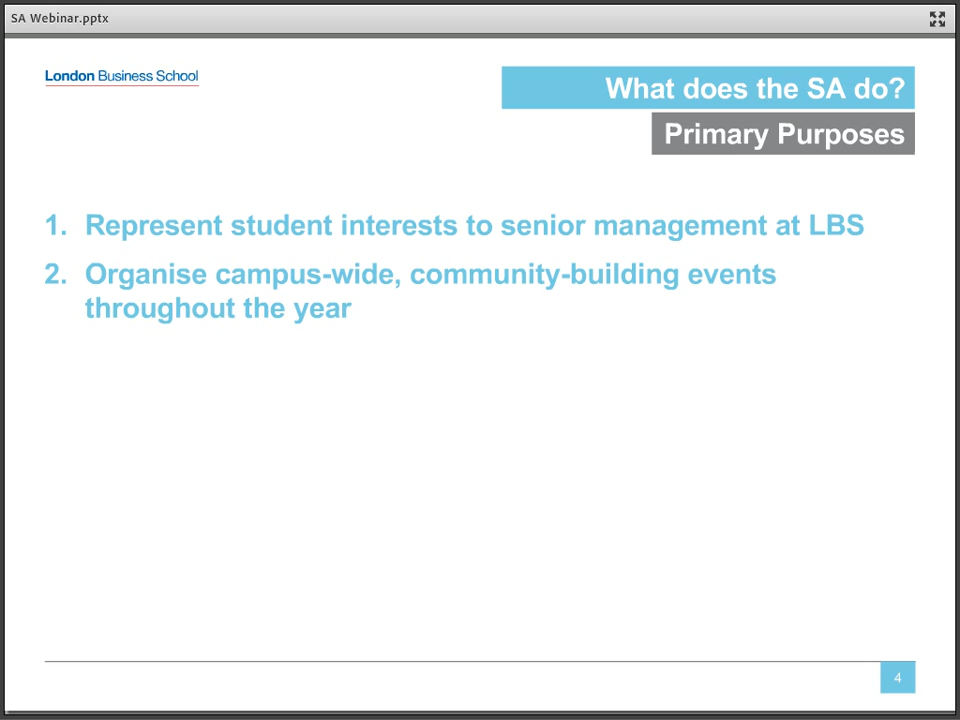 SA Webinar.pptx
London Business School
What does the SA do?
Primary Purposes
1. Represent student interests to senior management at LBS
2. Organise campus-wide, community-building events
throughout the year
4